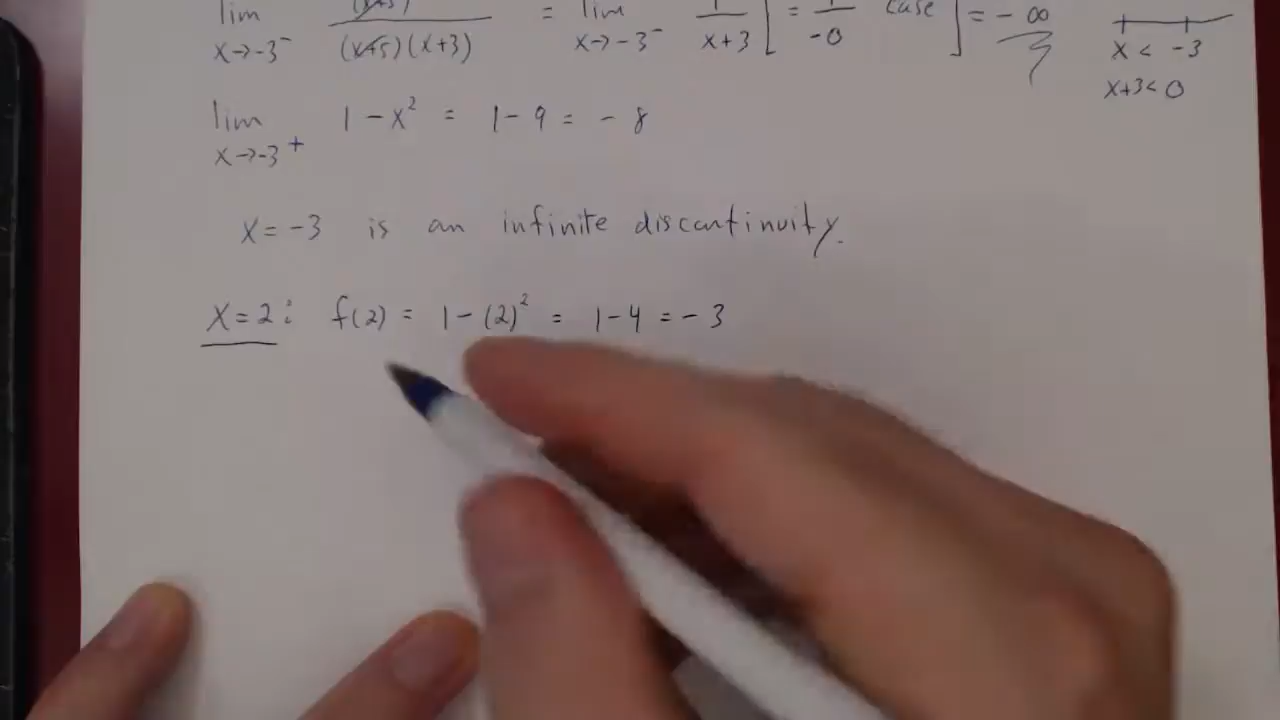 lim (x+5) / (x+5)(x+3) = lim 1 / x+3 [ = 1 / -0 case ] = - ∞
x→-3⁻ x→-3⁻
x < -3
x+3 < 0
lim 1 - x² = 1 - 9 = - 8
x→-3⁺
x = -3 is an infinite discontinuity.
x = 2 : f(2) = 1 - (2)² = 1 - 4 = - 3